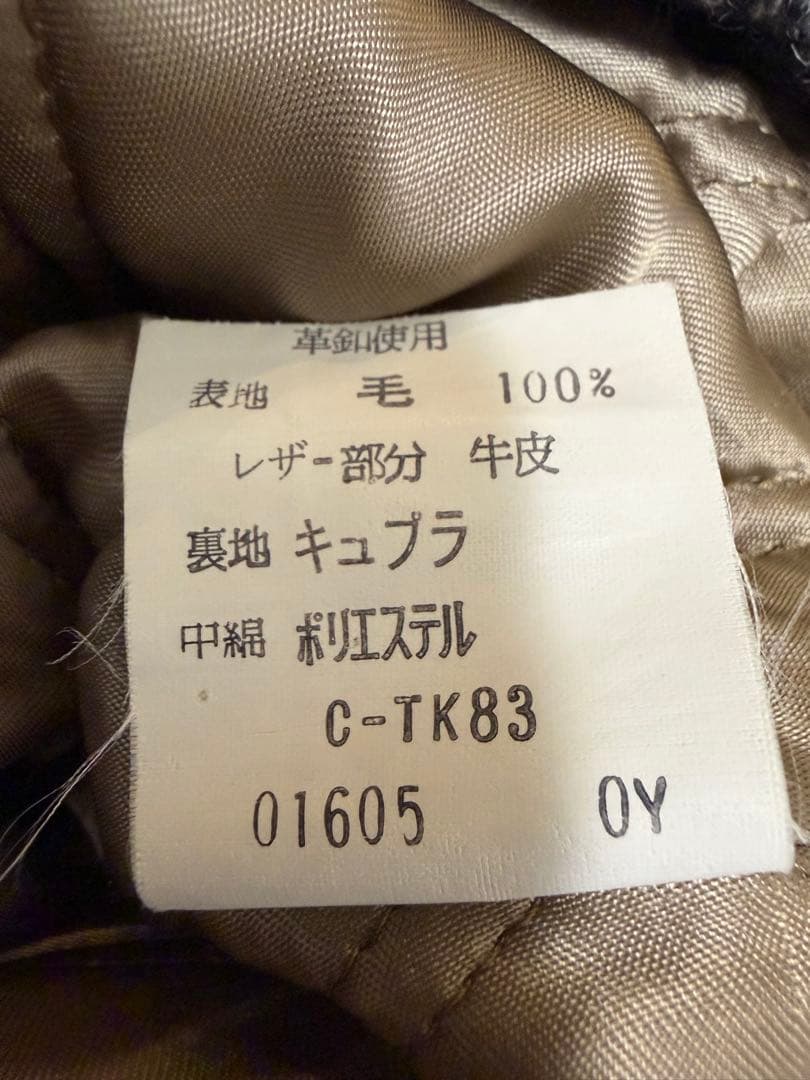 革釦使用
表地 毛 100%
レザー部分 牛皮
裏地 キュプラ
中綿 ポリエステル
C-TK83
01605 0Y